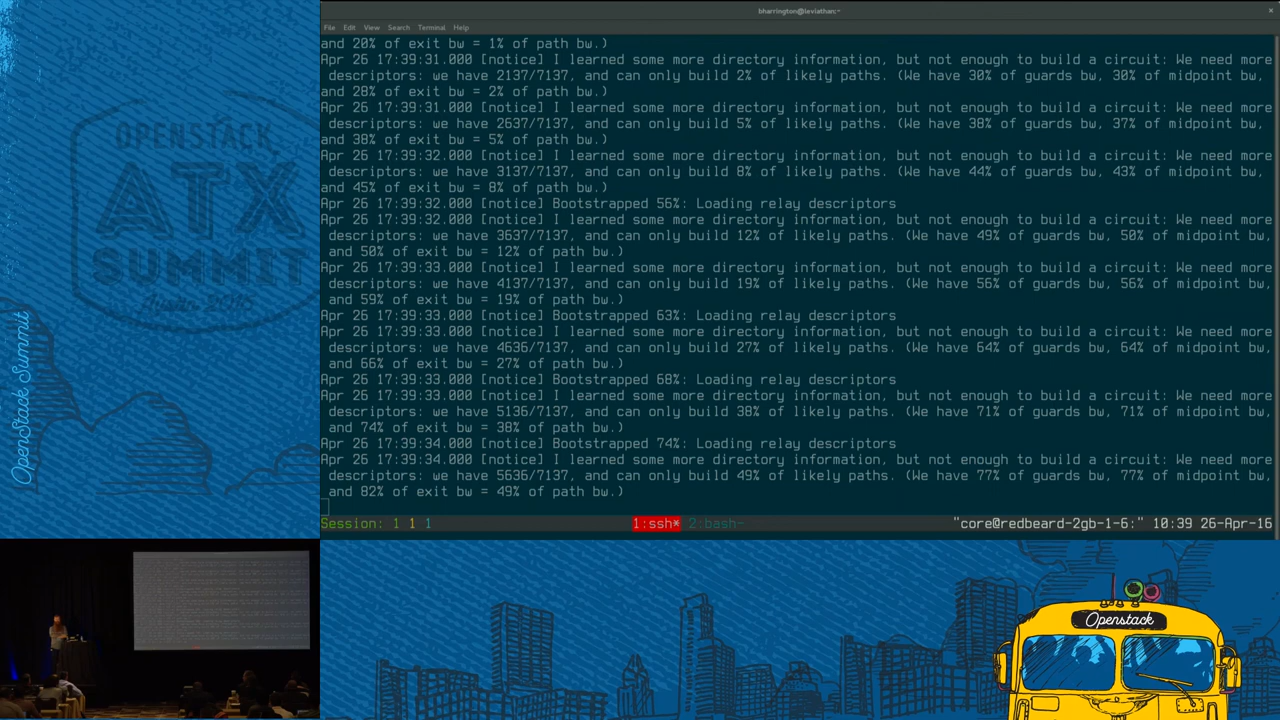 bharrington@leviathan:~
File Edit View Search Terminal Help
and 20% of exit bw = 1% of path bw.)
Apr 26 17:39:31.000 [notice] I learned some more directory information, but not enough to build a circuit: We need more
descriptors: we have 2137/7137, and can only build 2% of likely paths. (We have 30% of guards bw, 30% of midpoint bw,
and 28% of exit bw = 2% of path bw.)
Apr 26 17:39:31.000 [notice] I learned some more directory information, but not enough to build a circuit: We need more
descriptors: we have 2637/7137, and can only build 5% of likely paths. (We have 38% of guards bw, 37% of midpoint bw,
and 38% of exit bw = 5% of path bw.)
Apr 26 17:39:32.000 [notice] I learned some more directory information, but not enough to build a circuit: We need more
descriptors: we have 3137/7137, and can only build 8% of likely paths. (We have 44% of guards bw, 43% of midpoint bw,
and 45% of exit bw = 8% of path bw.)
Apr 26 17:39:32.000 [notice] Bootstrapped 56%: Loading relay descriptors
Apr 26 17:39:32.000 [notice] I learned some more directory information, but not enough to build a circuit: We need more
descriptors: we have 3637/7137, and can only build 12% of likely paths. (We have 49% of guards bw, 50% of midpoint bw,
and 50% of exit bw = 12% of path bw.)
Apr 26 17:39:33.000 [notice] I learned some more directory information, but not enough to build a circuit: We need more
descriptors: we have 4137/7137, and can only build 19% of likely paths. (We have 56% of guards bw, 56% of midpoint bw,
and 59% of exit bw = 19% of path bw.)
Apr 26 17:39:33.000 [notice] Bootstrapped 63%: Loading relay descriptors
Apr 26 17:39:33.000 [notice] I learned some more directory information, but not enough to build a circuit: We need more
descriptors: we have 4636/7137, and can only build 27% of likely paths. (We have 64% of guards bw, 64% of midpoint bw,
and 66% of exit bw = 27% of path bw.)
Apr 26 17:39:33.000 [notice] Bootstrapped 68%: Loading relay descriptors
Apr 26 17:39:33.000 [notice] I learned some more directory information, but not enough to build a circuit: We need more
descriptors: we have 5136/7137, and can only build 38% of likely paths. (We have 71% of guards bw, 71% of midpoint bw,
and 74% of exit bw = 38% of path bw.)
Apr 26 17:39:34.000 [notice] Bootstrapped 74%: Loading relay descriptors
Apr 26 17:39:34.000 [notice] I learned some more directory information, but not enough to build a circuit: We need more
descriptors: we have 5636/7137, and can only build 49% of likely paths. (We have 77% of guards bw, 77% of midpoint bw,
and 82% of exit bw = 49% of path bw.)
Session: 1 1 1 1:ssh* 2:bash- "core@redbeard-2gb-1-6:" 10:39 26-Apr-16
OPENSTACK
ATX
SUMMIT
Austin 2016
OpenStack Summit
Openstack